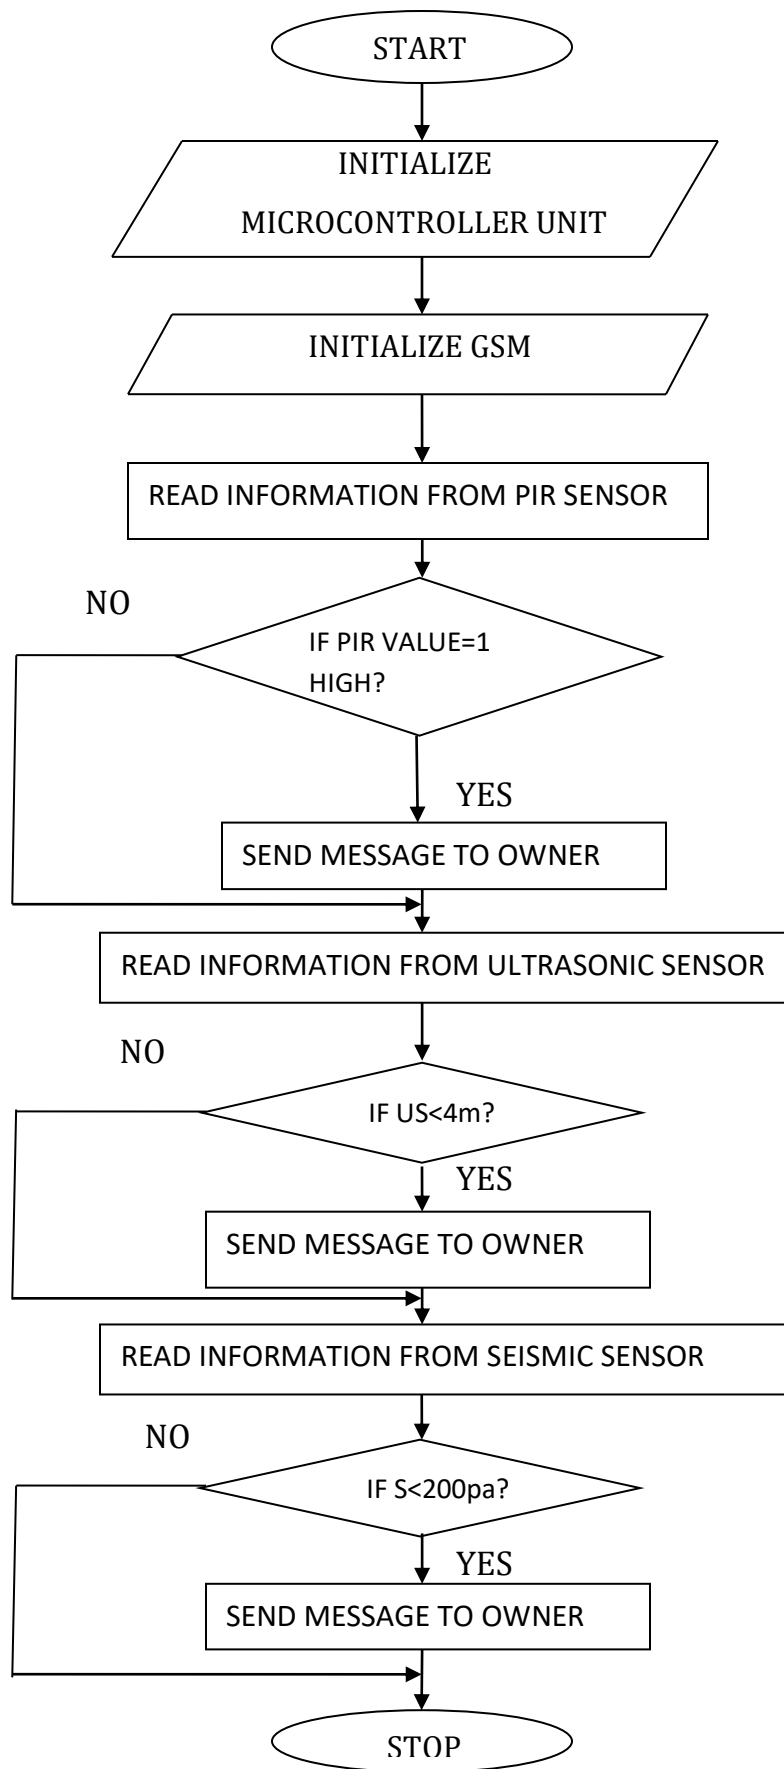 START
INITIALIZE
MICROCONTROLLER UNIT
INITIALIZE GSM
READ INFORMATION FROM PIR SENSOR
NO
IF PIR VALUE=1
HIGH?
YES
SEND MESSAGE TO OWNER
READ INFORMATION FROM ULTRASONIC SENSOR
NO
IF US<4m?
YES
SEND MESSAGE TO OWNER
READ INFORMATION FROM SEISMIC SENSOR
NO
IF S<200pa?
YES
SEND MESSAGE TO OWNER
STOP